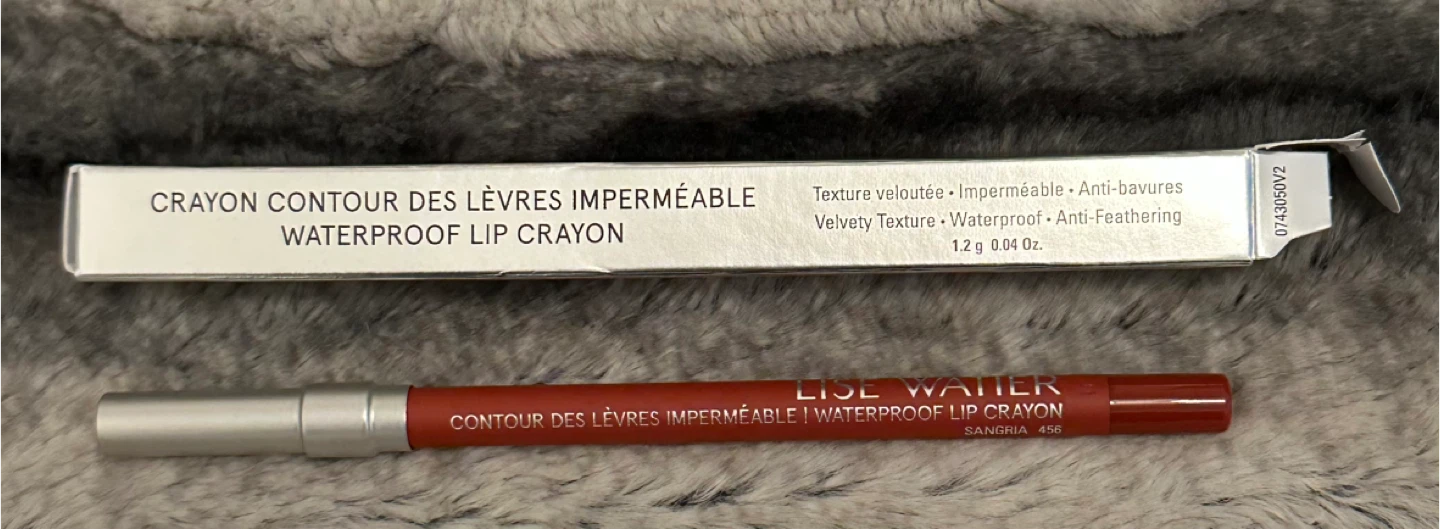 CRAYON CONTOUR DES LÈVRES IMPERMÉABLE
WATERPROOF LIP CRAYON
Texture veloutée • Imperméable • Anti-bavures
Velvety Texture • Waterproof • Anti-Feathering
1.2 g 0.04 Oz.
0743050V2
LISE WATIER
CONTOUR DES LÈVRES IMPERMÉABLE | WATERPROOF LIP CRAYON
SANGRIA 456